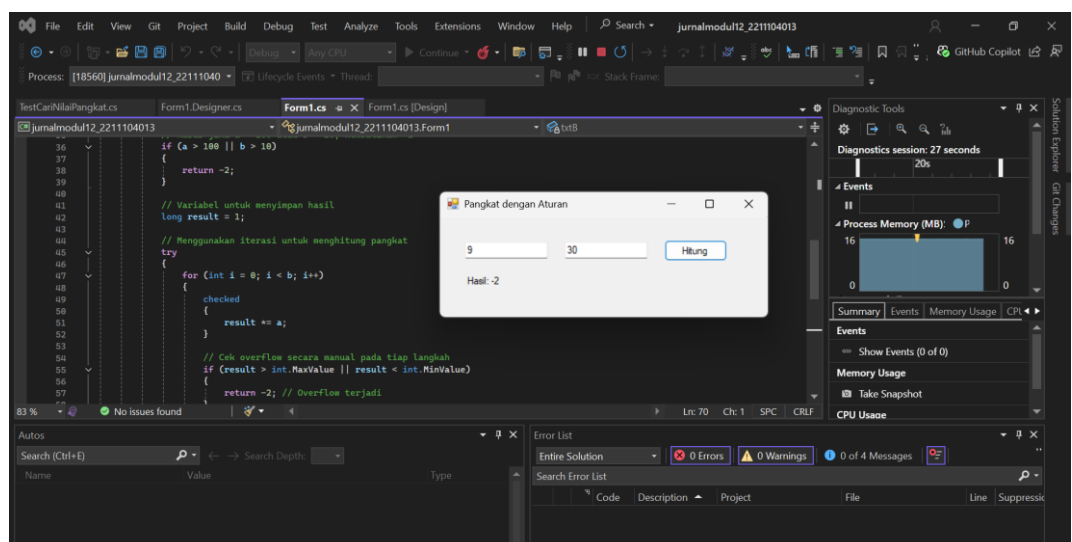 File Edit View Git Project Build Debug Test Analyze Tools Extensions Window Help Search jurnalmodul12_2211104013
Debug Any CPU Continue GitHub Copilot
Process: [18560] jurnalmodul12_22111040 Lifecycle Events Thread: Stack Frame:
TestCariNilaiPangkat.cs Form1.Designer.cs Form1.cs Form1.cs [Design]
jurnalmodul12_2211104013 jurnalmodul12_2211104013.Form1 txtB
36 if (a > 100 || b > 10)
37 {
38 return -2;
39 }
40
41 // Variabel untuk menyimpan hasil
42 long result = 1;
43
44 // Menggunakan iterasi untuk menghitung pangkat
45 try
46 {
47 for (int i = 0; i < b; i++)
48 {
49 checked
50 {
51 result *= a;
52 }
53
54 // Cek overflow secara manual pada tiap langkah
55 if (result > int.MaxValue || result < int.MinValue)
56 {
57 return -2; // Overflow terjadi
83 % No issues found Ln: 70 Ch: 1 SPC CRLF
Pangkat dengan Aturan
9 30 Hitung
Hasil: -2
Diagnostic Tools
Diagnostics session: 27 seconds
20s
Events
Process Memory (MB): P
16 16
0 0
Summary Events Memory Usage CPU
Events
Show Events (0 of 0)
Memory Usage
Take Snapshot
CPU Usage
Solution Explorer
Git Changes
Autos
Search (Ctrl+E) Search Depth:
Name Value Type
Error List
Entire Solution 0 Errors 0 Warnings 0 of 4 Messages
Search Error List
Code Description Project File Line Suppressic